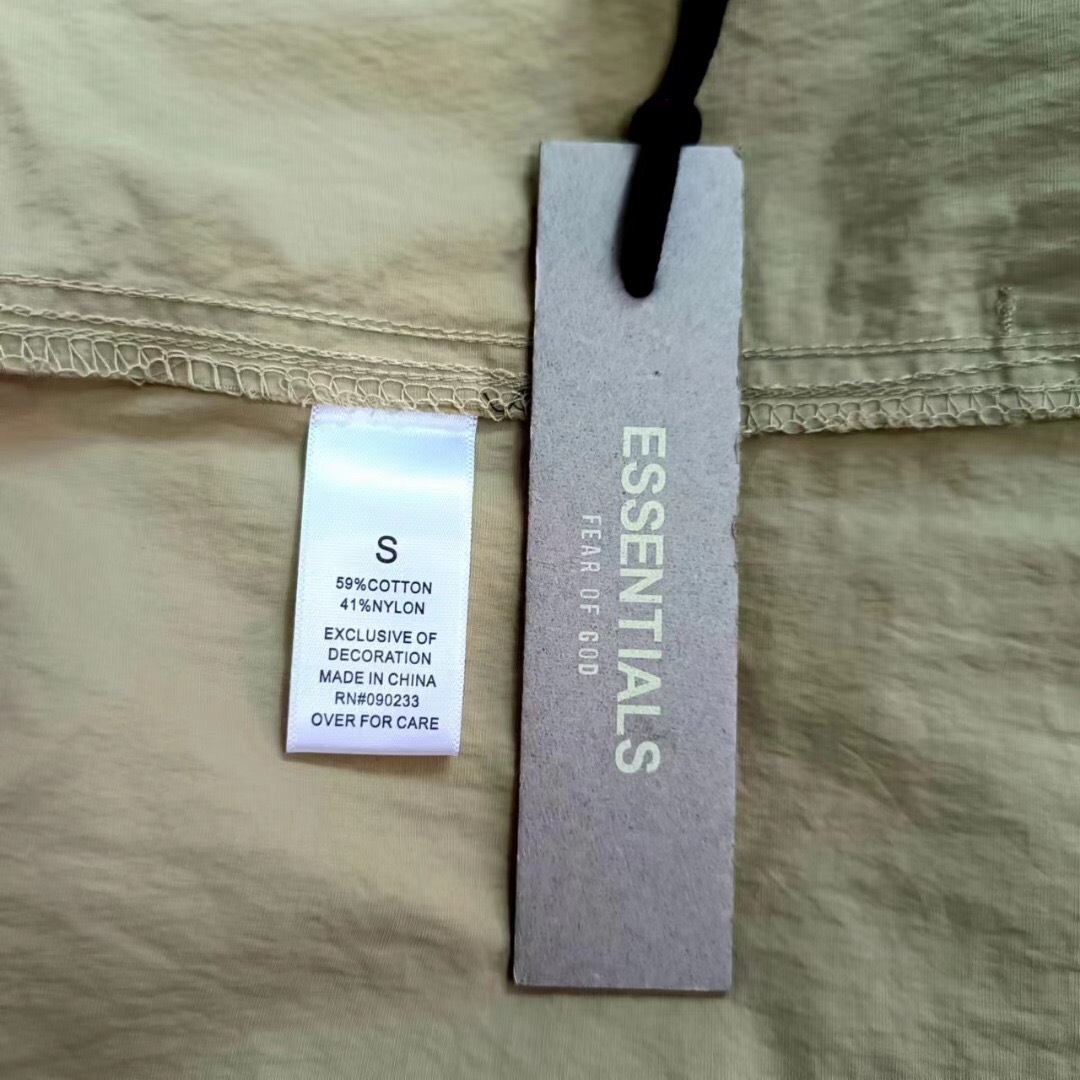 S
59%COTTON
41%NYLON
EXCLUSIVE OF
DECORATION
MADE IN CHINA
RN#090233
OVER FOR CARE
ESSENTIALS
FEAR OF GOD